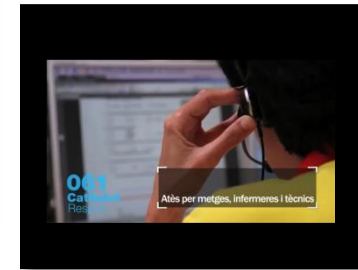 061
CatSalut
Respon
Atès per metges, infermeres i tècnics